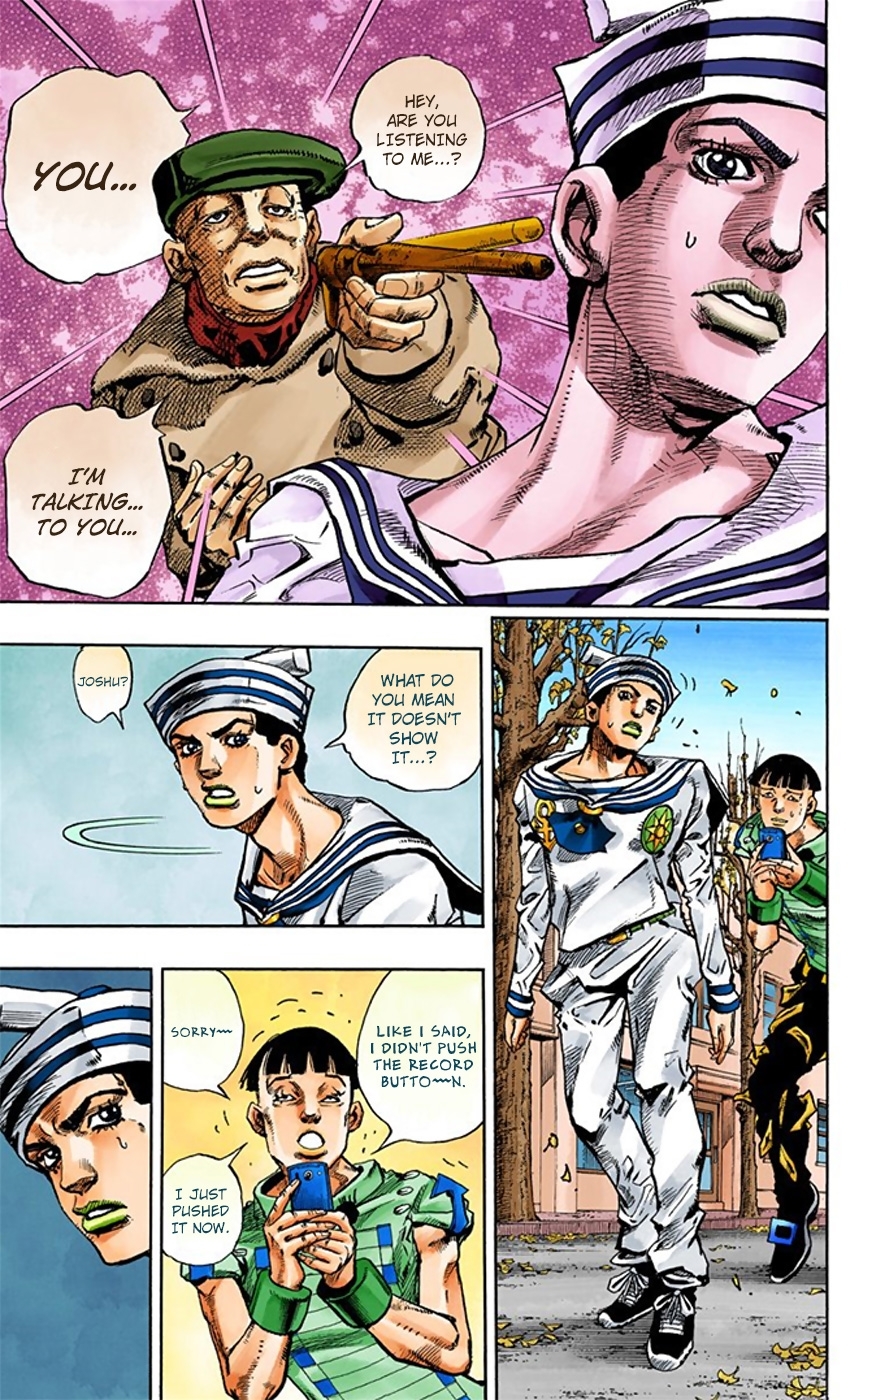 HEY,
ARE YOU
LISTENING
TO ME...?
YOU...
I'M
TALKING...
TO YOU...
WHAT DO
YOU MEAN
IT DOESN'T
SHOW
IT...?
JOSHU?
LIKE I SAID,
I DIDN'T PUSH
THE RECORD
BUTTO~~N.
SORRY~~
I JUST
PUSHED
IT NOW.